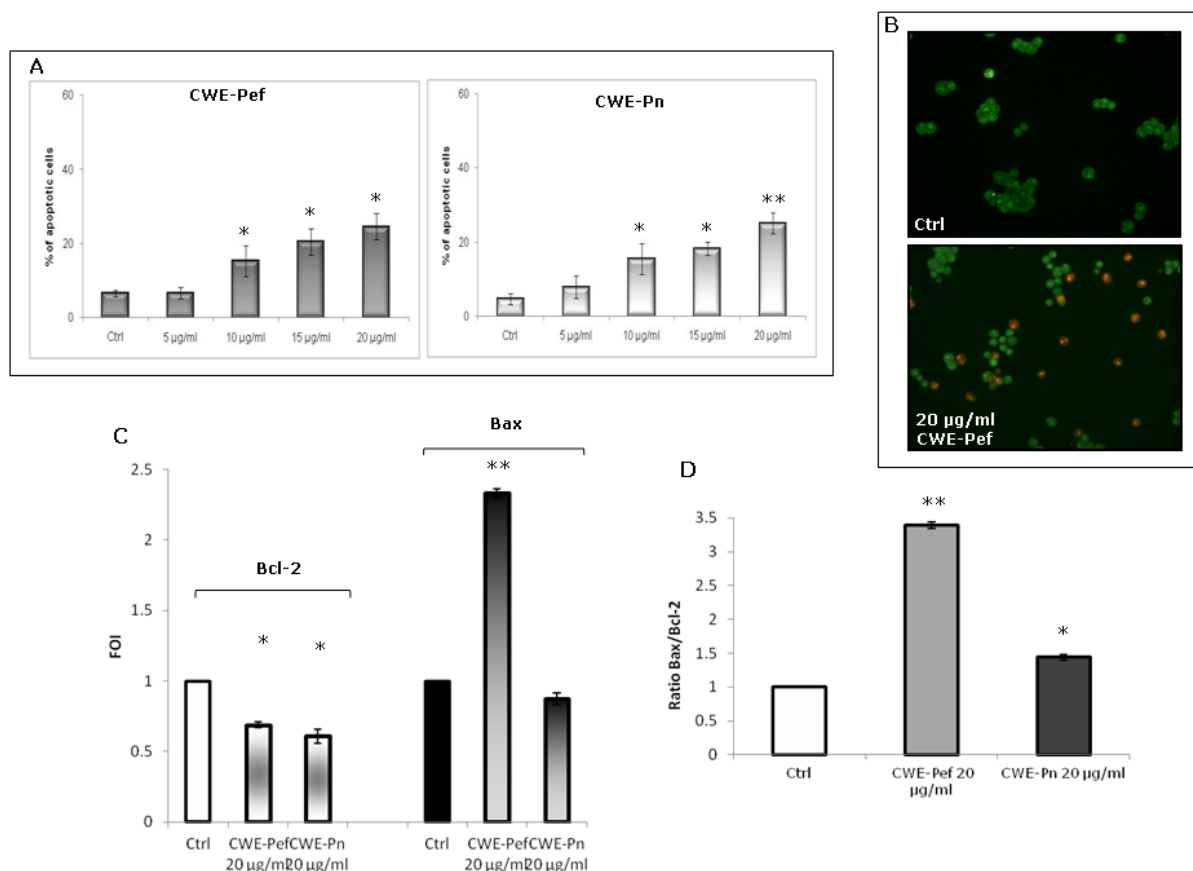 A
CWE-Pef
% of apoptotic cells
60
40
20
0
*
*
*
Ctrl
5 µg/ml
10 µg/ml
15 µg/ml
20 µg/ml
CWE-Pn
% of apoptotic cells
60
40
20
0
*
*
**
Ctrl
5 µg/ml
10 µg/ml
15 µg/ml
20 µg/ml
B
Ctrl
20 µg/ml
CWE-Pef
C
Bax
Bcl-2
FOI
2.5
2
1.5
1
0.5
0
*
*
**
Ctrl
CWE-Pef
20 µg/ml
CWE-Pn
20 µg/ml
Ctrl
CWE-Pef
20 µg/ml
CWE-Pn
20 µg/ml
D
Ratio Bax/Bcl-2
3.5
3
2.5
2
1.5
1
0.5
0
**
*
Ctrl
CWE-Pef 20
µg/ml
CWE-Pn 20 µg/ml